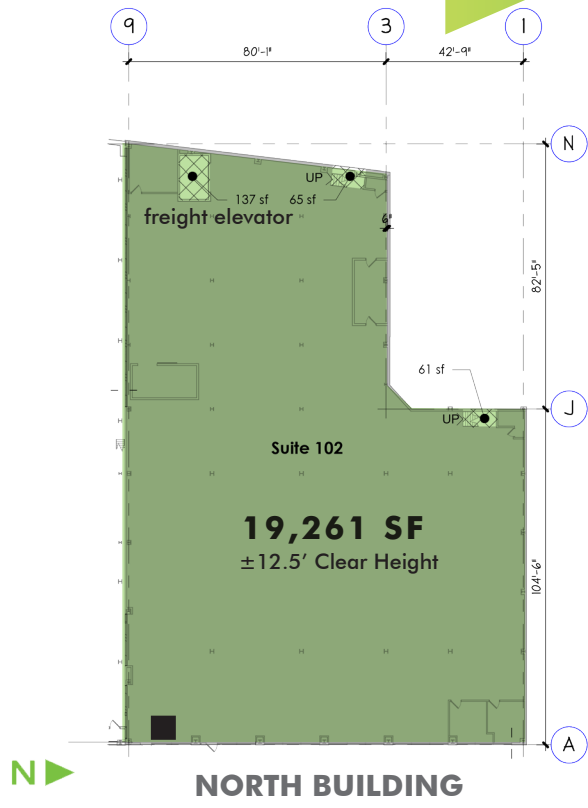 9
3
1
80'-1"
42'-9"
N
UP
137 sf
65 sf
freight elevator
6"
82'-5"
61 sf
J
UP
Suite 102
19,261 SF
±12.5' Clear Height
104'-6"
A
N
NORTH BUILDING